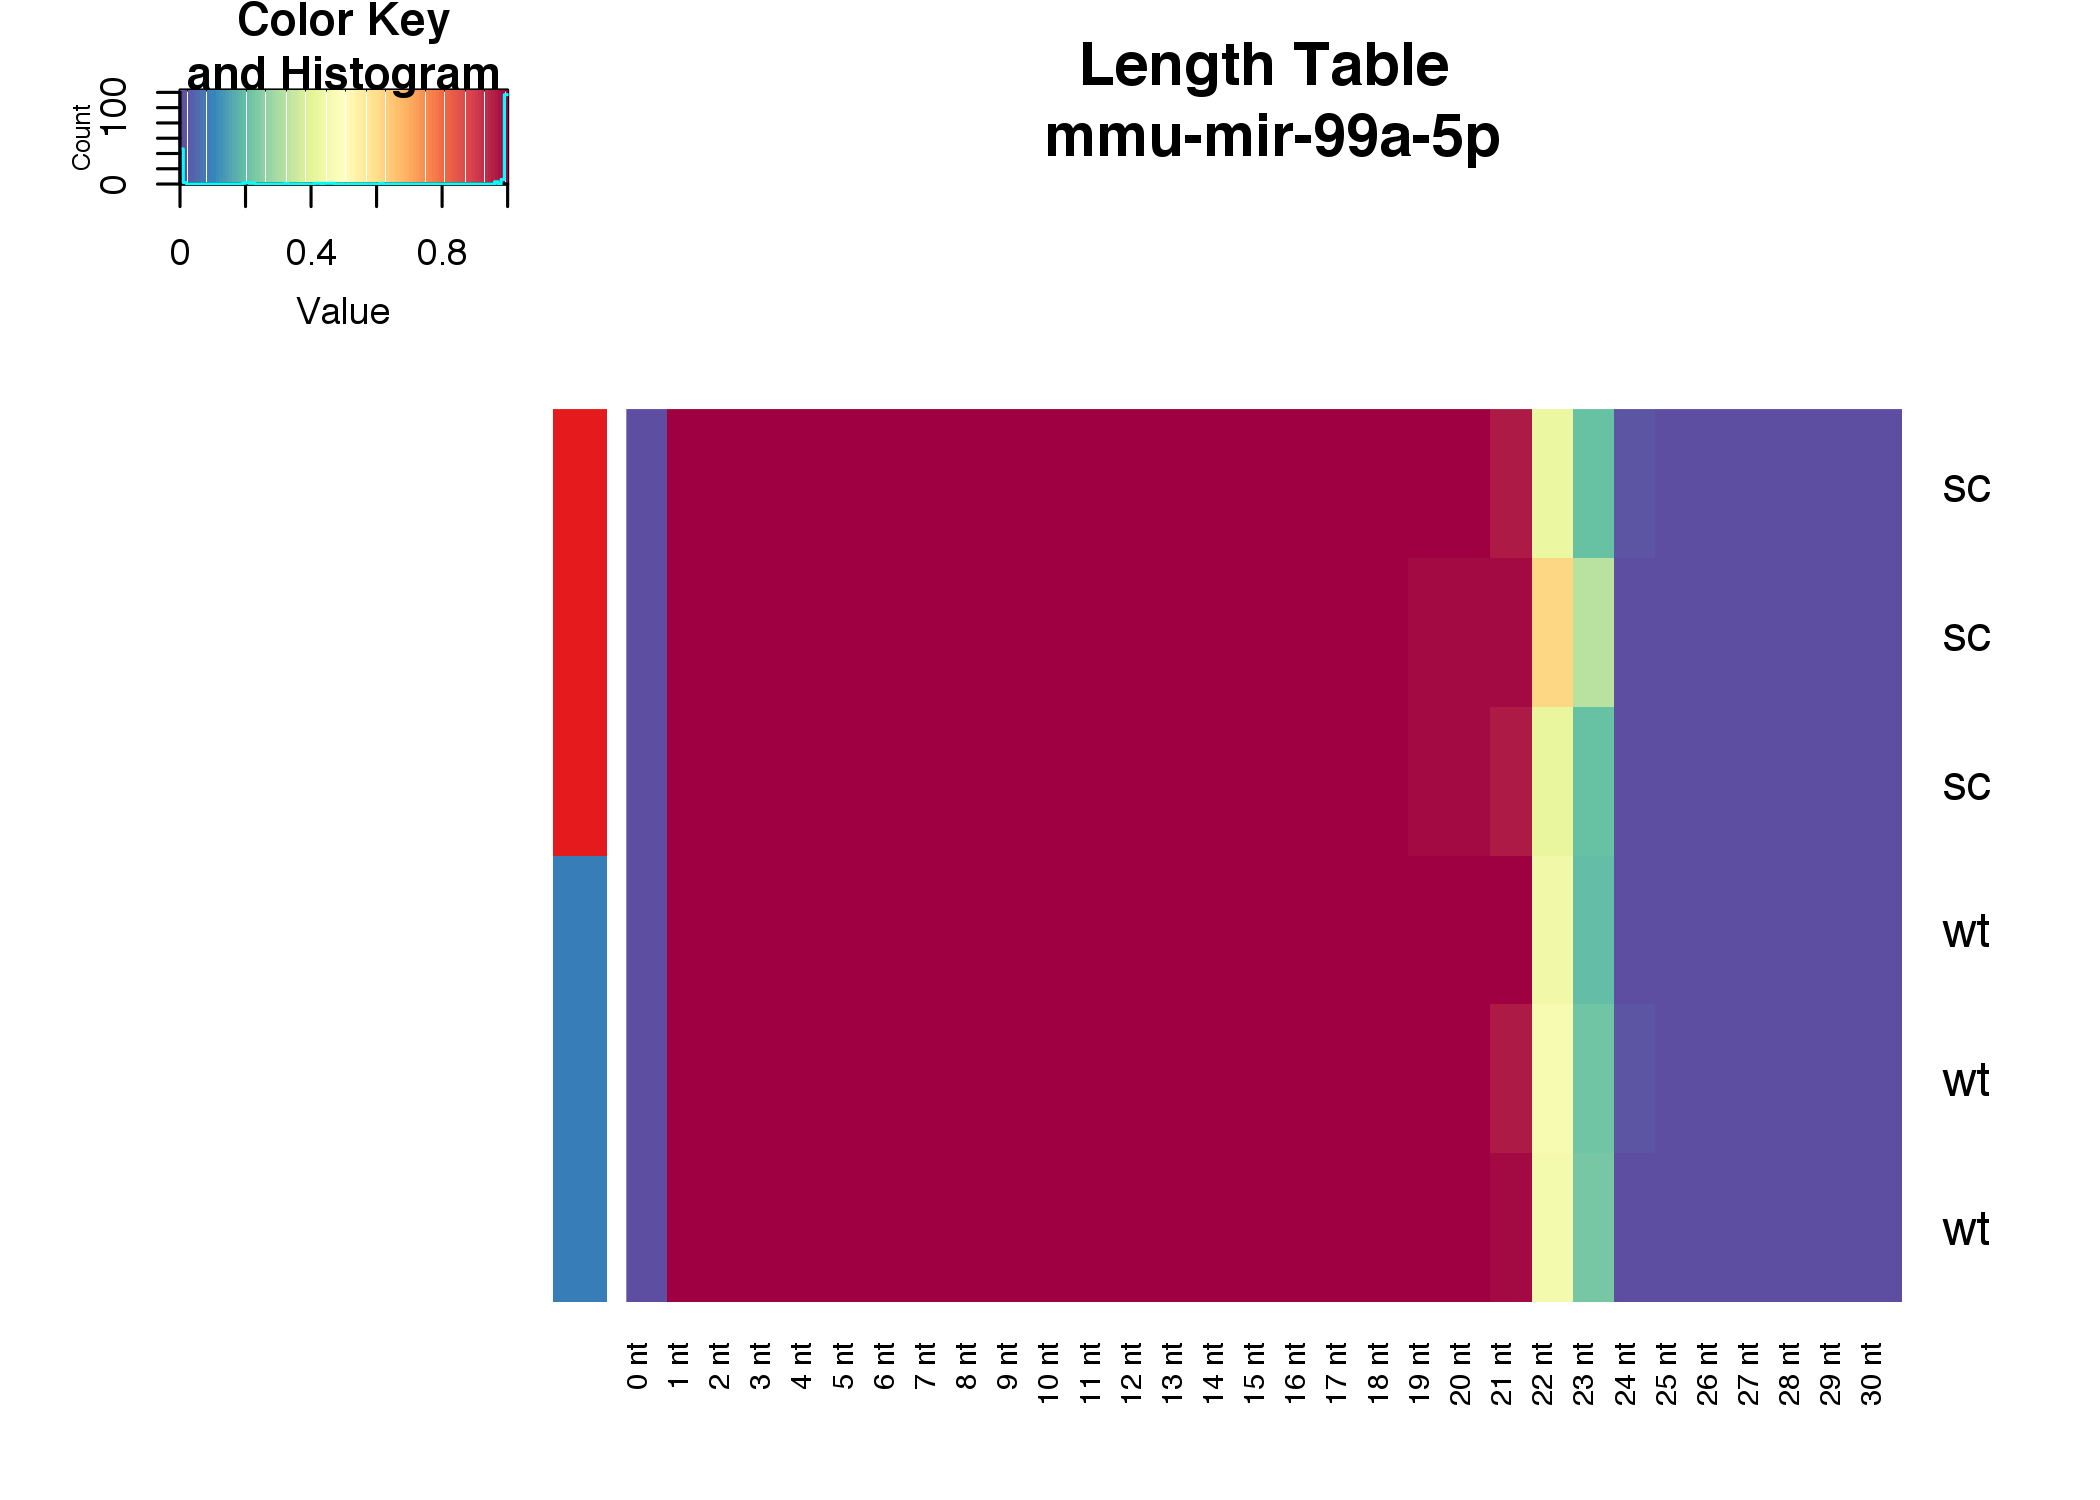 Color Key
and Histogram
Count
0
100
0
0.4
0.8
Value
Length Table
mmu-mir-99a-5p
sc
sc
sc
wt
wt
wt
0 nt
1 nt
2 nt
3 nt
4 nt
5 nt
6 nt
7 nt
8 nt
9 nt
10 nt
11 nt
12 nt
13 nt
14 nt
15 nt
16 nt
17 nt
18 nt
19 nt
20 nt
21 nt
22 nt
23 nt
24 nt
25 nt
26 nt
27 nt
28 nt
29 nt
30 nt